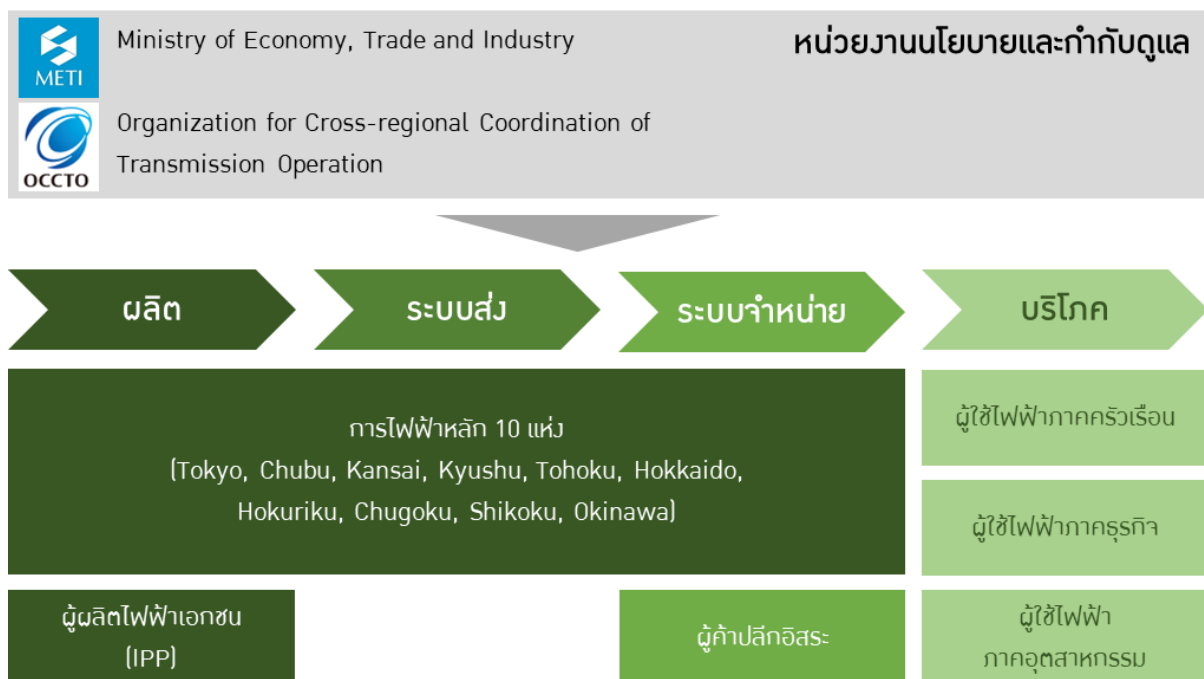 METI
Ministry of Economy, Trade and Industry
หน่วยงานนโยบายและกำกับดูแล
OCCTO
Organization for Cross-regional Coordination of
Transmission Operation
ผลิต
ระบบส่ง
ระบบจำหน่าย
บริโภค
การไฟฟ้าหลัก 10 แห่ง
(Tokyo, Chubu, Kansai, Kyushu, Tohoku, Hokkaido,
Hokuriku, Chugoku, Shikoku, Okinawa)
ผู้ใช้ไฟฟ้าภาคครัวเรือน
ผู้ใช้ไฟฟ้าภาคธุรกิจ
ผู้ผลิตไฟฟ้าเอกชน
(IPP)
ผู้ค้าปลีกอิสระ
ผู้ใช้ไฟฟ้า
ภาคอุตสาหกรรม